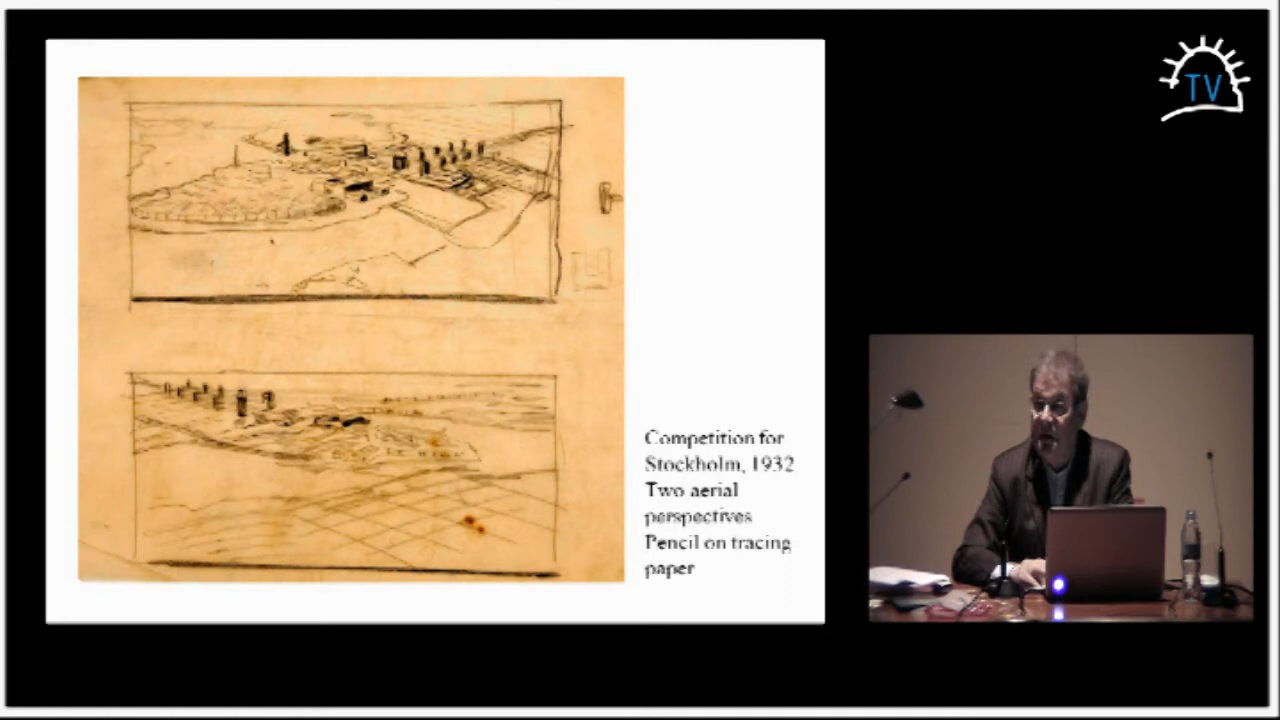 TV
Competition for
Stockholm, 1932
Two aerial
perspectives
Pencil on tracing
paper